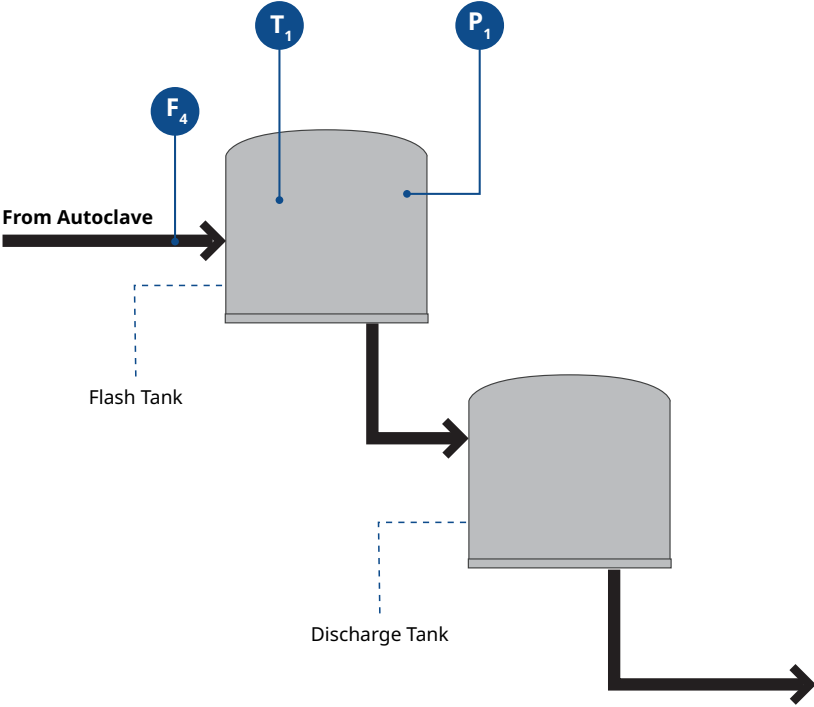 T1
P1
F4
From Autoclave
Flash Tank
Discharge Tank